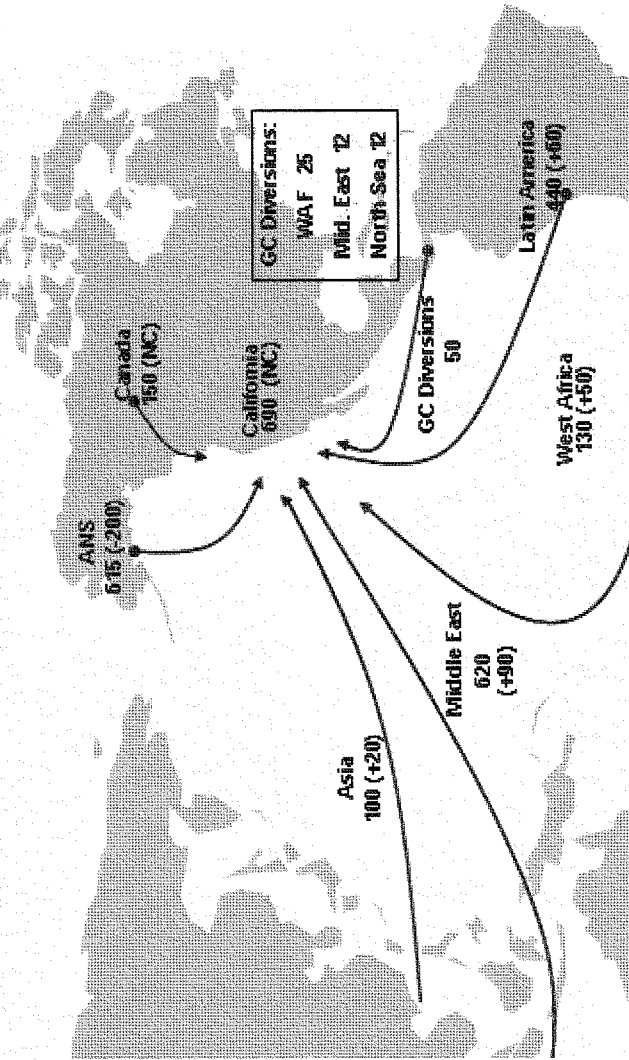 ANS
615 (-200)
Canada
150 (NC)
California
690 (NC)
GC Diversions:
WAF 25
Mid. East 12
North Sea 12
Asia
100 (+20)
Middle East
620
(+90)
GC Diversions
50
West Africa
130 (+50)
Latin America
440 (+60)